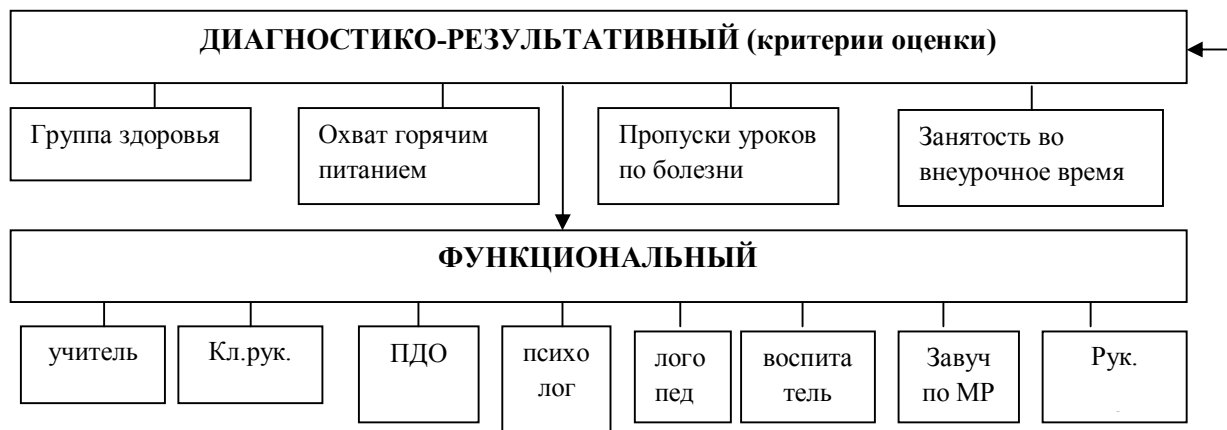 ДИАГНОСТИКО-РЕЗУЛЬТАТИВНЫЙ (критерии оценки)
Группа здоровья
Охват горячим
питанием
Пропуски уроков
по болезни
Занятость во
внеурочное время
ФУНКЦИОНАЛЬНЫЙ
учитель
Кл.рук.
ПДО
психо
лог
лого
пед
воспита
тель
Завуч
по МР
Рук.